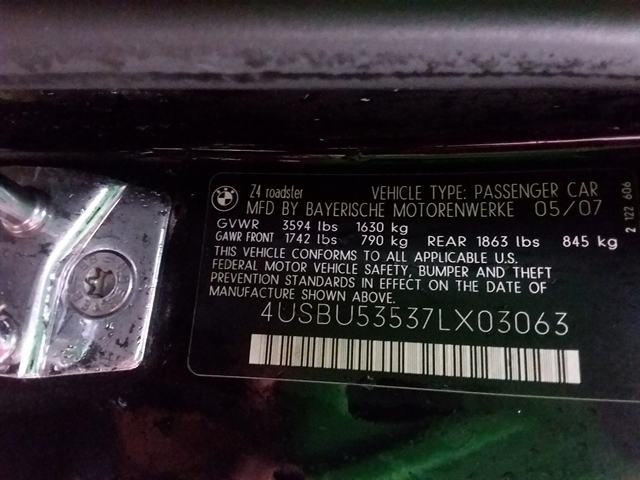 Z4 roadster VEHICLE TYPE: PASSENGER CAR
MFD BY BAYERISCHE MOTORENWERKE 05/07
GVWR 3594 lbs 1630 kg
GAWR FRONT 1742 lbs 790 kg REAR 1863 lbs 845 kg
THIS VEHICLE CONFORMS TO ALL APPLICABLE U.S.
FEDERAL MOTOR VEHICLE SAFETY, BUMPER AND THEFT
PREVENTION STANDARDS IN EFFECT ON THE DATE OF
MANUFACTURE SHOWN ABOVE.
4USBU53537LX03063
2 122 606